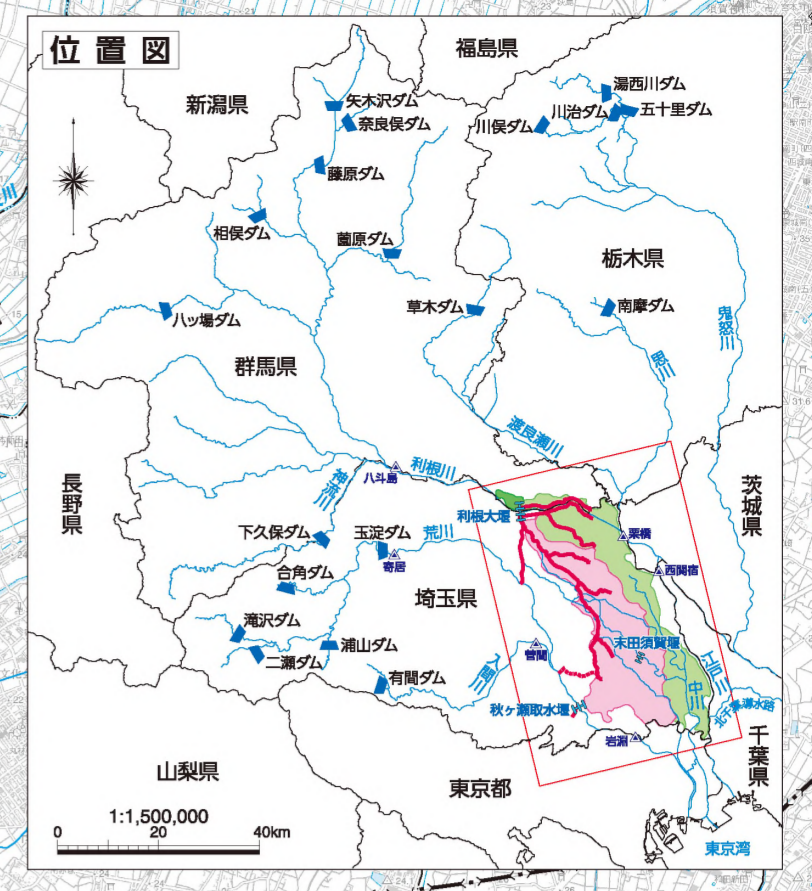 位置図
福島県
新潟県
湯西川ダム
矢木沢ダム
川治ダム
五十里ダム
奈良俣ダム
川俣ダム
藤原ダム
相俣ダム
薗原ダム
栃木県
草木ダム
南摩ダム
八ッ場ダム
鬼怒川
群馬県
思川
渡良瀬川
長野県
八斗島
利根川
神流川
茨城県
利根大堰
下久保ダム
玉淀ダム
荒川
栗橋
寄居
西関宿
合角ダム
埼玉県
滝沢ダム
浦山ダム
末田須賀堰
二瀬ダム
入間川
菅間
江戸川
有間ダム
中川
秋ヶ瀬取水堰
北千葉導水路
岩淵
千葉県
山梨県
東京都
1:1,500,000
0 20 40km
東京湾